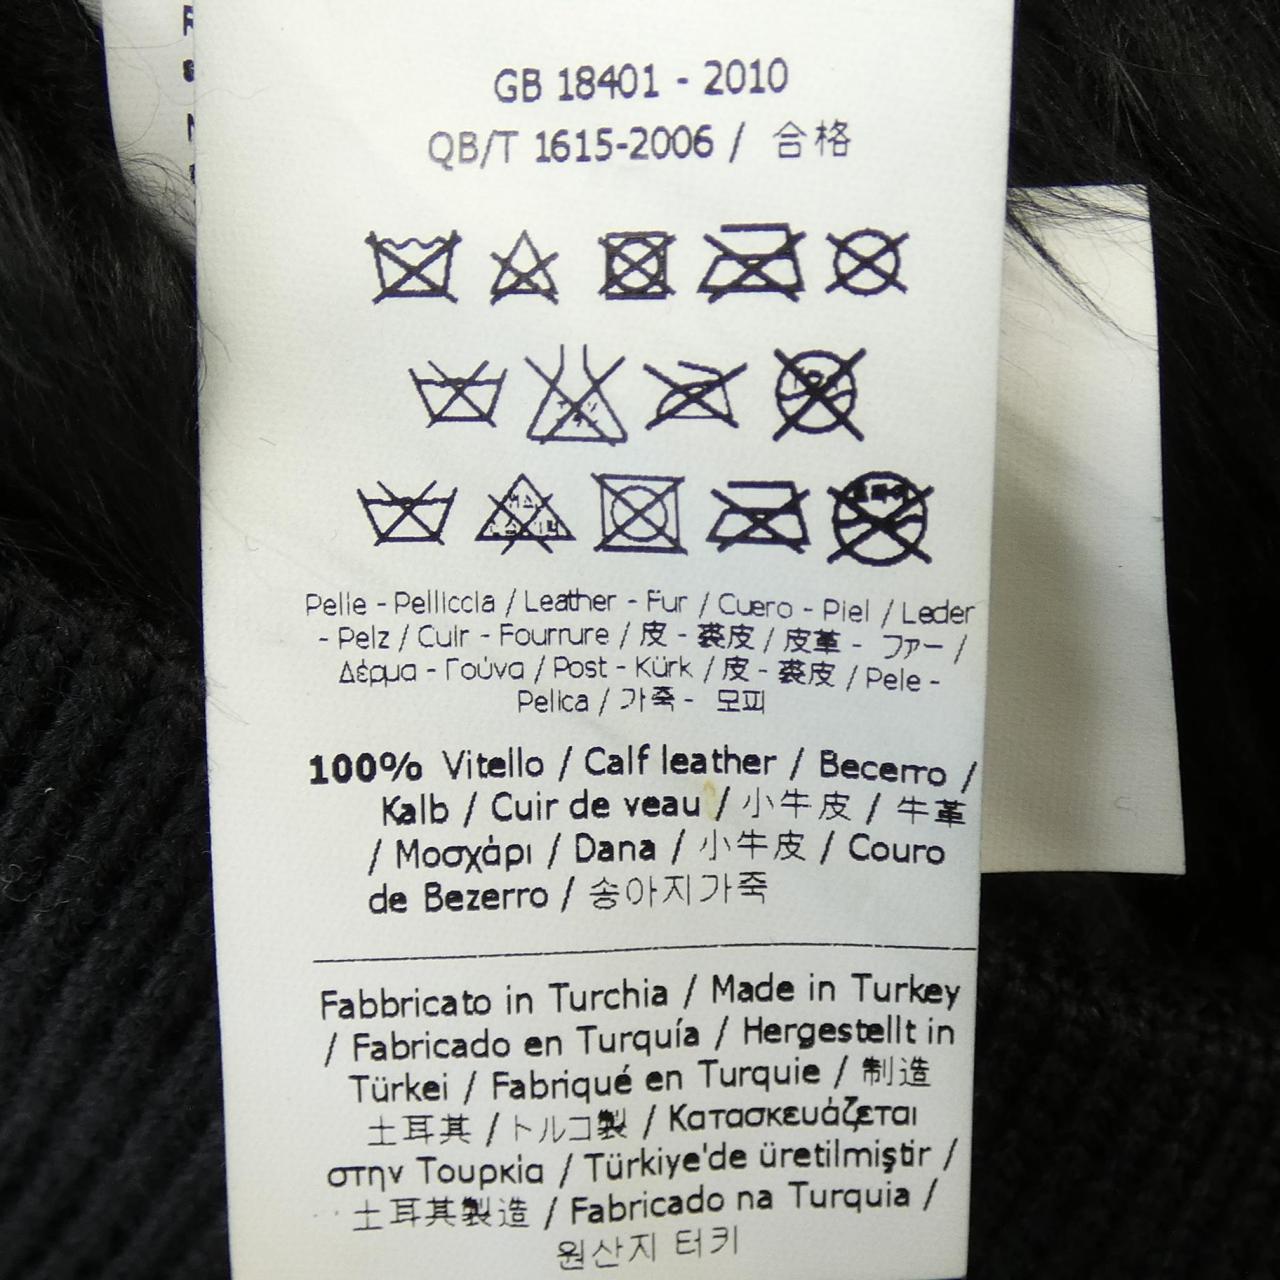 GB 18401 - 2010
QB/T 1615-2006 / 合格
Pelle - Pelliccia / Leather - Fur / Cuero - Piel / Leder
- Pelz / Cuir - Fourrure / 皮 - 裘皮 / 皮革 - ファー /
Δέρμα - Γούνα / Post - Kürk / 皮 - 裘皮 / Pele -
Pelica / 가죽 - 모피
100% Vitello / Calf leather / Becerro /
Kalb / Cuir de veau / 小牛皮 / 牛革
/ Μοσχάρι / Dana / 小牛皮 / Couro
de Bezerro / 송아지가죽
Fabbricato in Turchia / Made in Turkey
/ Fabricado en Turquía / Hergestellt in
Türkei / Fabriqué en Turquie / 制造
土耳其 / トルコ製 / Κατασκευάζεται
στην Τουρκία / Türkiye'de üretilmiştir /
土耳其製造 / Fabricado na Turquia /
원산지 터키